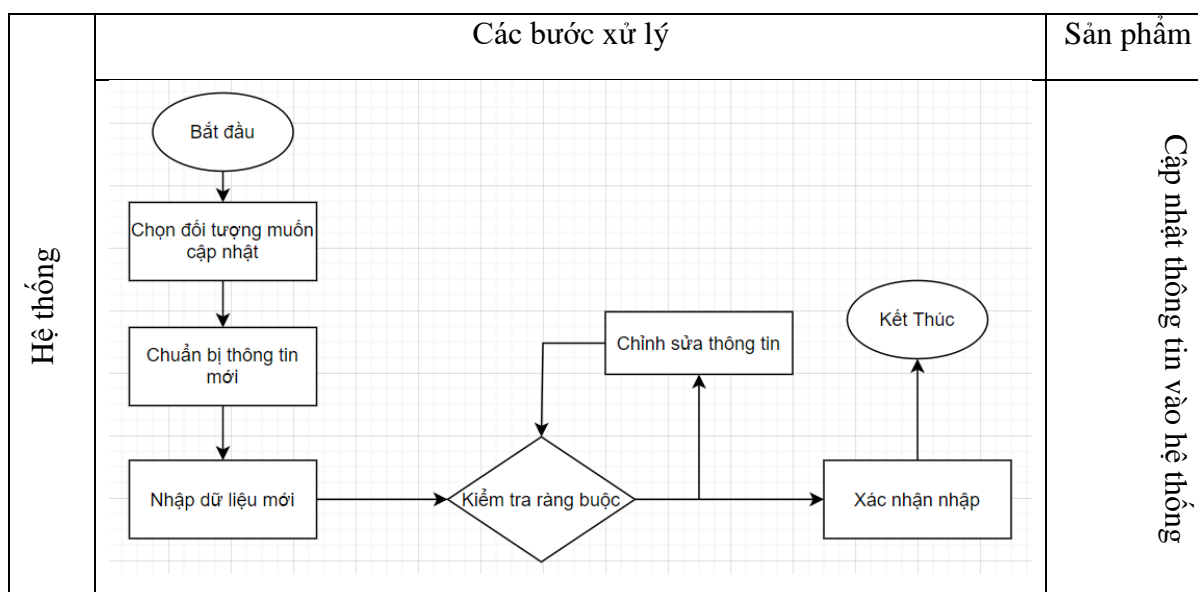 Các bước xử lý
Sản phẩm
Hệ thống
Bắt đầu
Chọn đối tượng muốn
cập nhật
Chuẩn bị thông tin
mới
Nhập dữ liệu mới
Kiểm tra ràng buộc
Chỉnh sửa thông tin
Xác nhận nhập
Kết Thúc
Cập nhật thông tin vào hệ thống